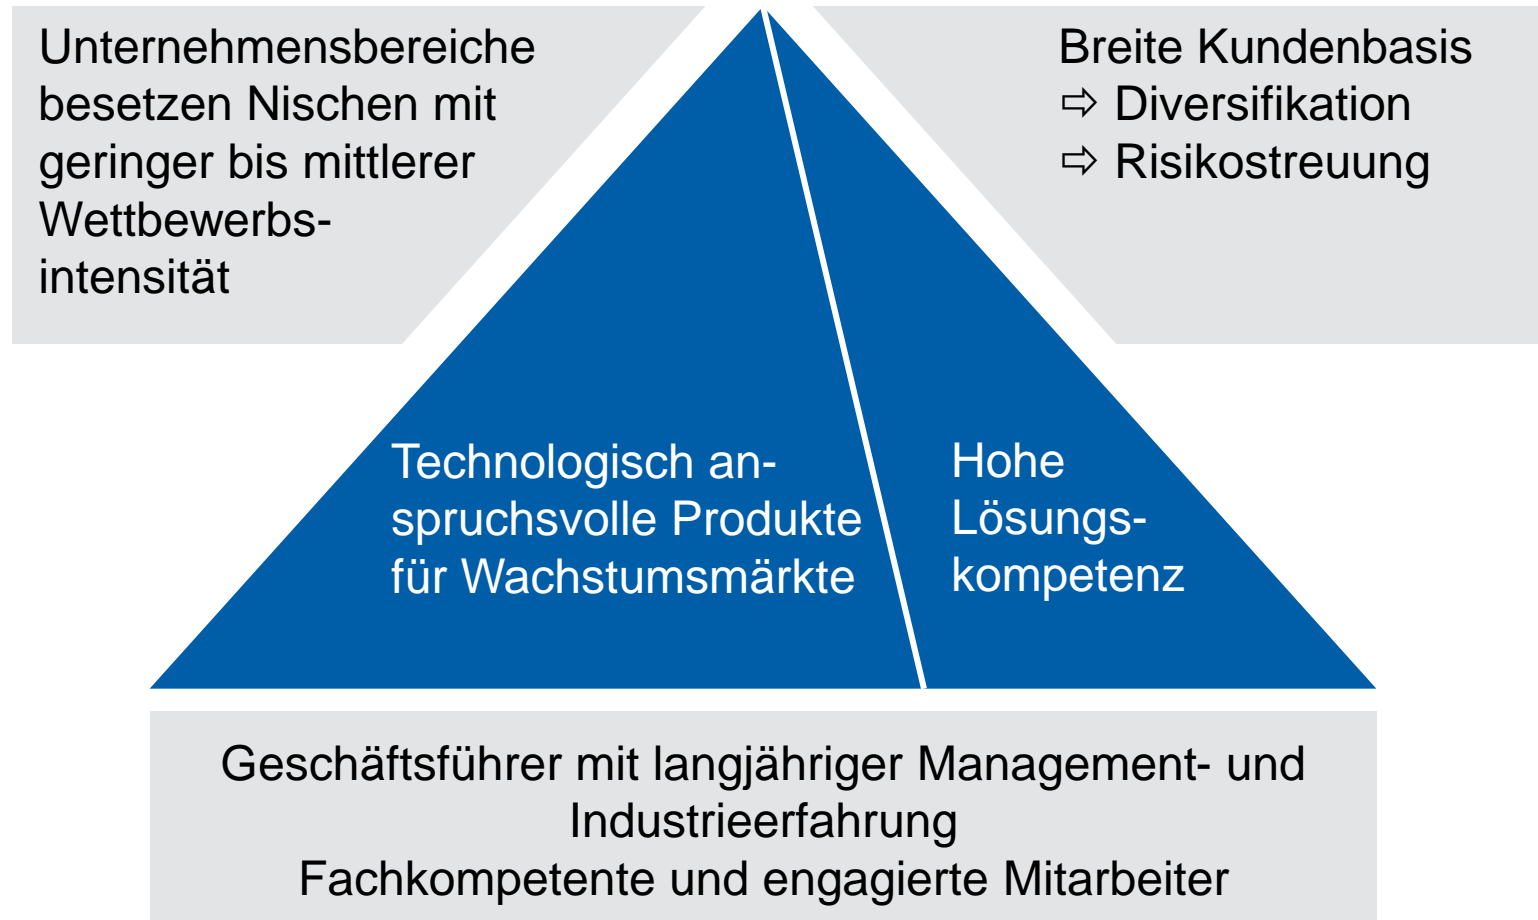 Unternehmensbereiche
besetzen Nischen mit
geringer bis mittlerer
Wettbewerbs-
intensität
Breite Kundenbasis
⇨ Diversifikation
⇨ Risikostreuung
Technologisch an-
spruchsvolle Produkte
für Wachstumsmärkte
Hohe
Lösungs-
kompetenz
Geschäftsführer mit langjähriger Management- und
Industrieerfahrung
Fachkompetente und engagierte Mitarbeiter